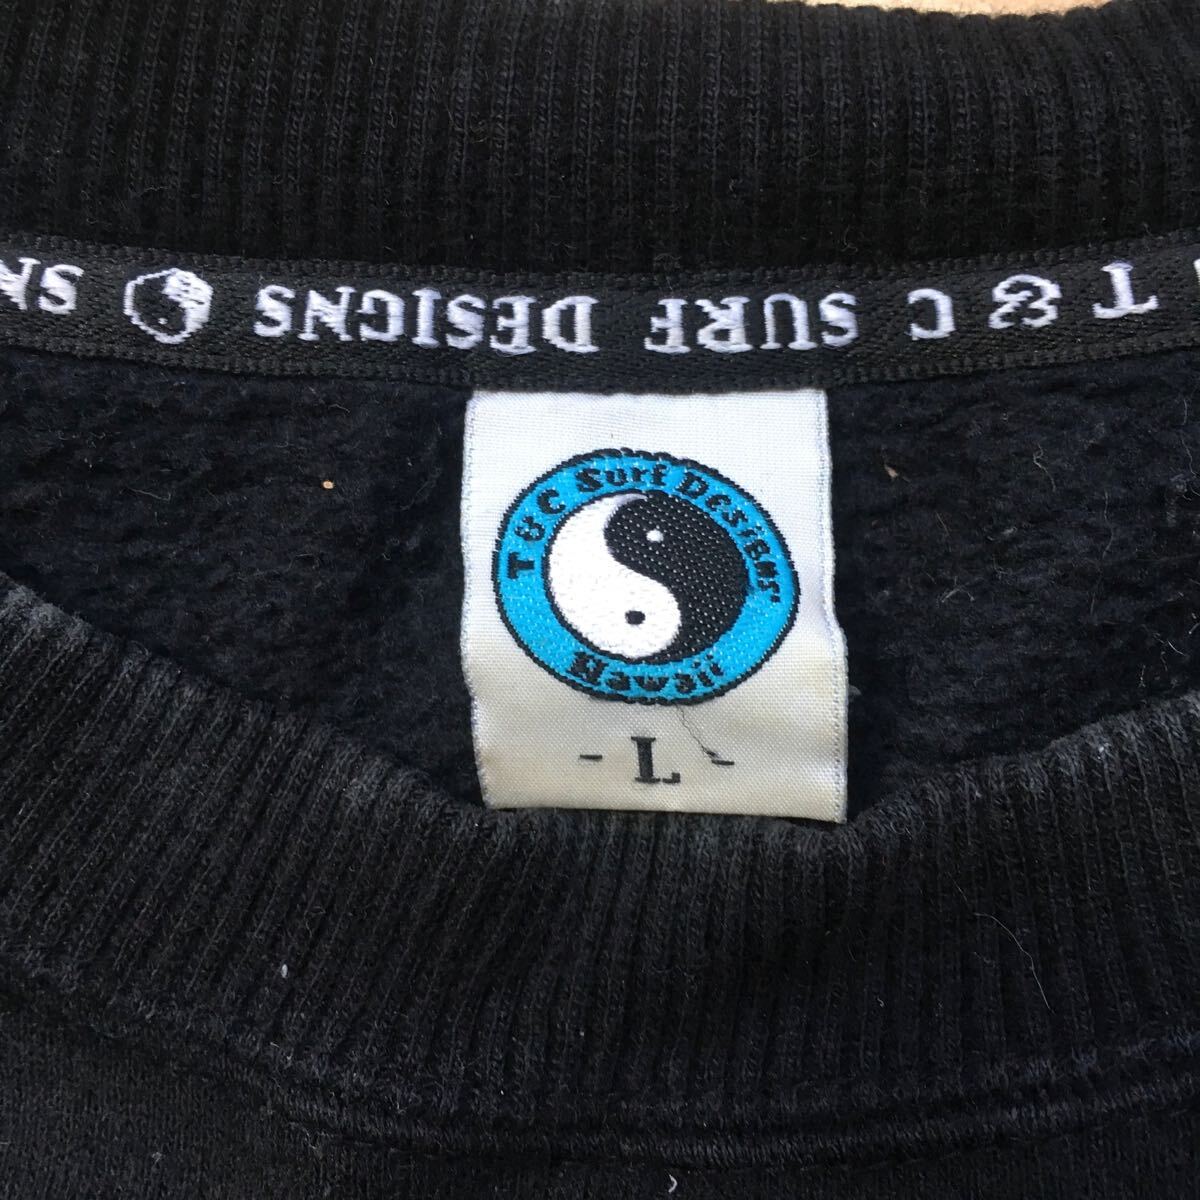 T & C SURF DESIGNS
T&C Surf Designs
Hawaii
- L -